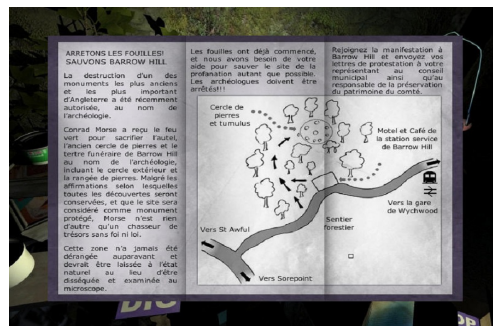 ARRETONS LES FOUILLES!
SAUVONS BARROW HILL
La destruction d'un des
monuments les plus anciens
et les plus important
d'Angleterre a été récemment
autorisée, au nom de
l'archéologie.
Conrad Morse a reçu le feu
vert pour sacrifier l'autel,
l'ancien cercle de pierres et le
tertre funéraire de Barrow Hill
au nom de l'archéologie,
incluant le cercle extérieur et
la rangée de pierres. Malgré les
affirmations selon lesquelles
toutes les découvertes seront
conservées, et que le site sera
considéré comme monument
protégé, Morse n'est rien
d'autre qu'un chasseur de
trésors sans foi ni loi.
Cette zone n'a jamais été
dérangée auparavant et
devrait être laissée à l'état
naturel au lieu d'être
disséquée et examinée au
microscope.
Les fouilles ont déjà commencé,
et nous avons besoin de votre
aide pour sauver le site de la
profanation autant que possible.
Les archéologues doivent être
arrêtés!!!
Rejoignez la manifestation à
Barrow Hill et envoyez vos
lettres de protestation à votre
représentant au conseil
municipal ainsi qu'au
responsable de la préservation
du patrimoine du comté.
Cercle de
pierres
et tumulus
Motel et Café de
la station service
de Barrow Hill
Vers la gare
de Wychwood
Sentier
forestier
Vers St Awful
Vers Sorepoint
DIG